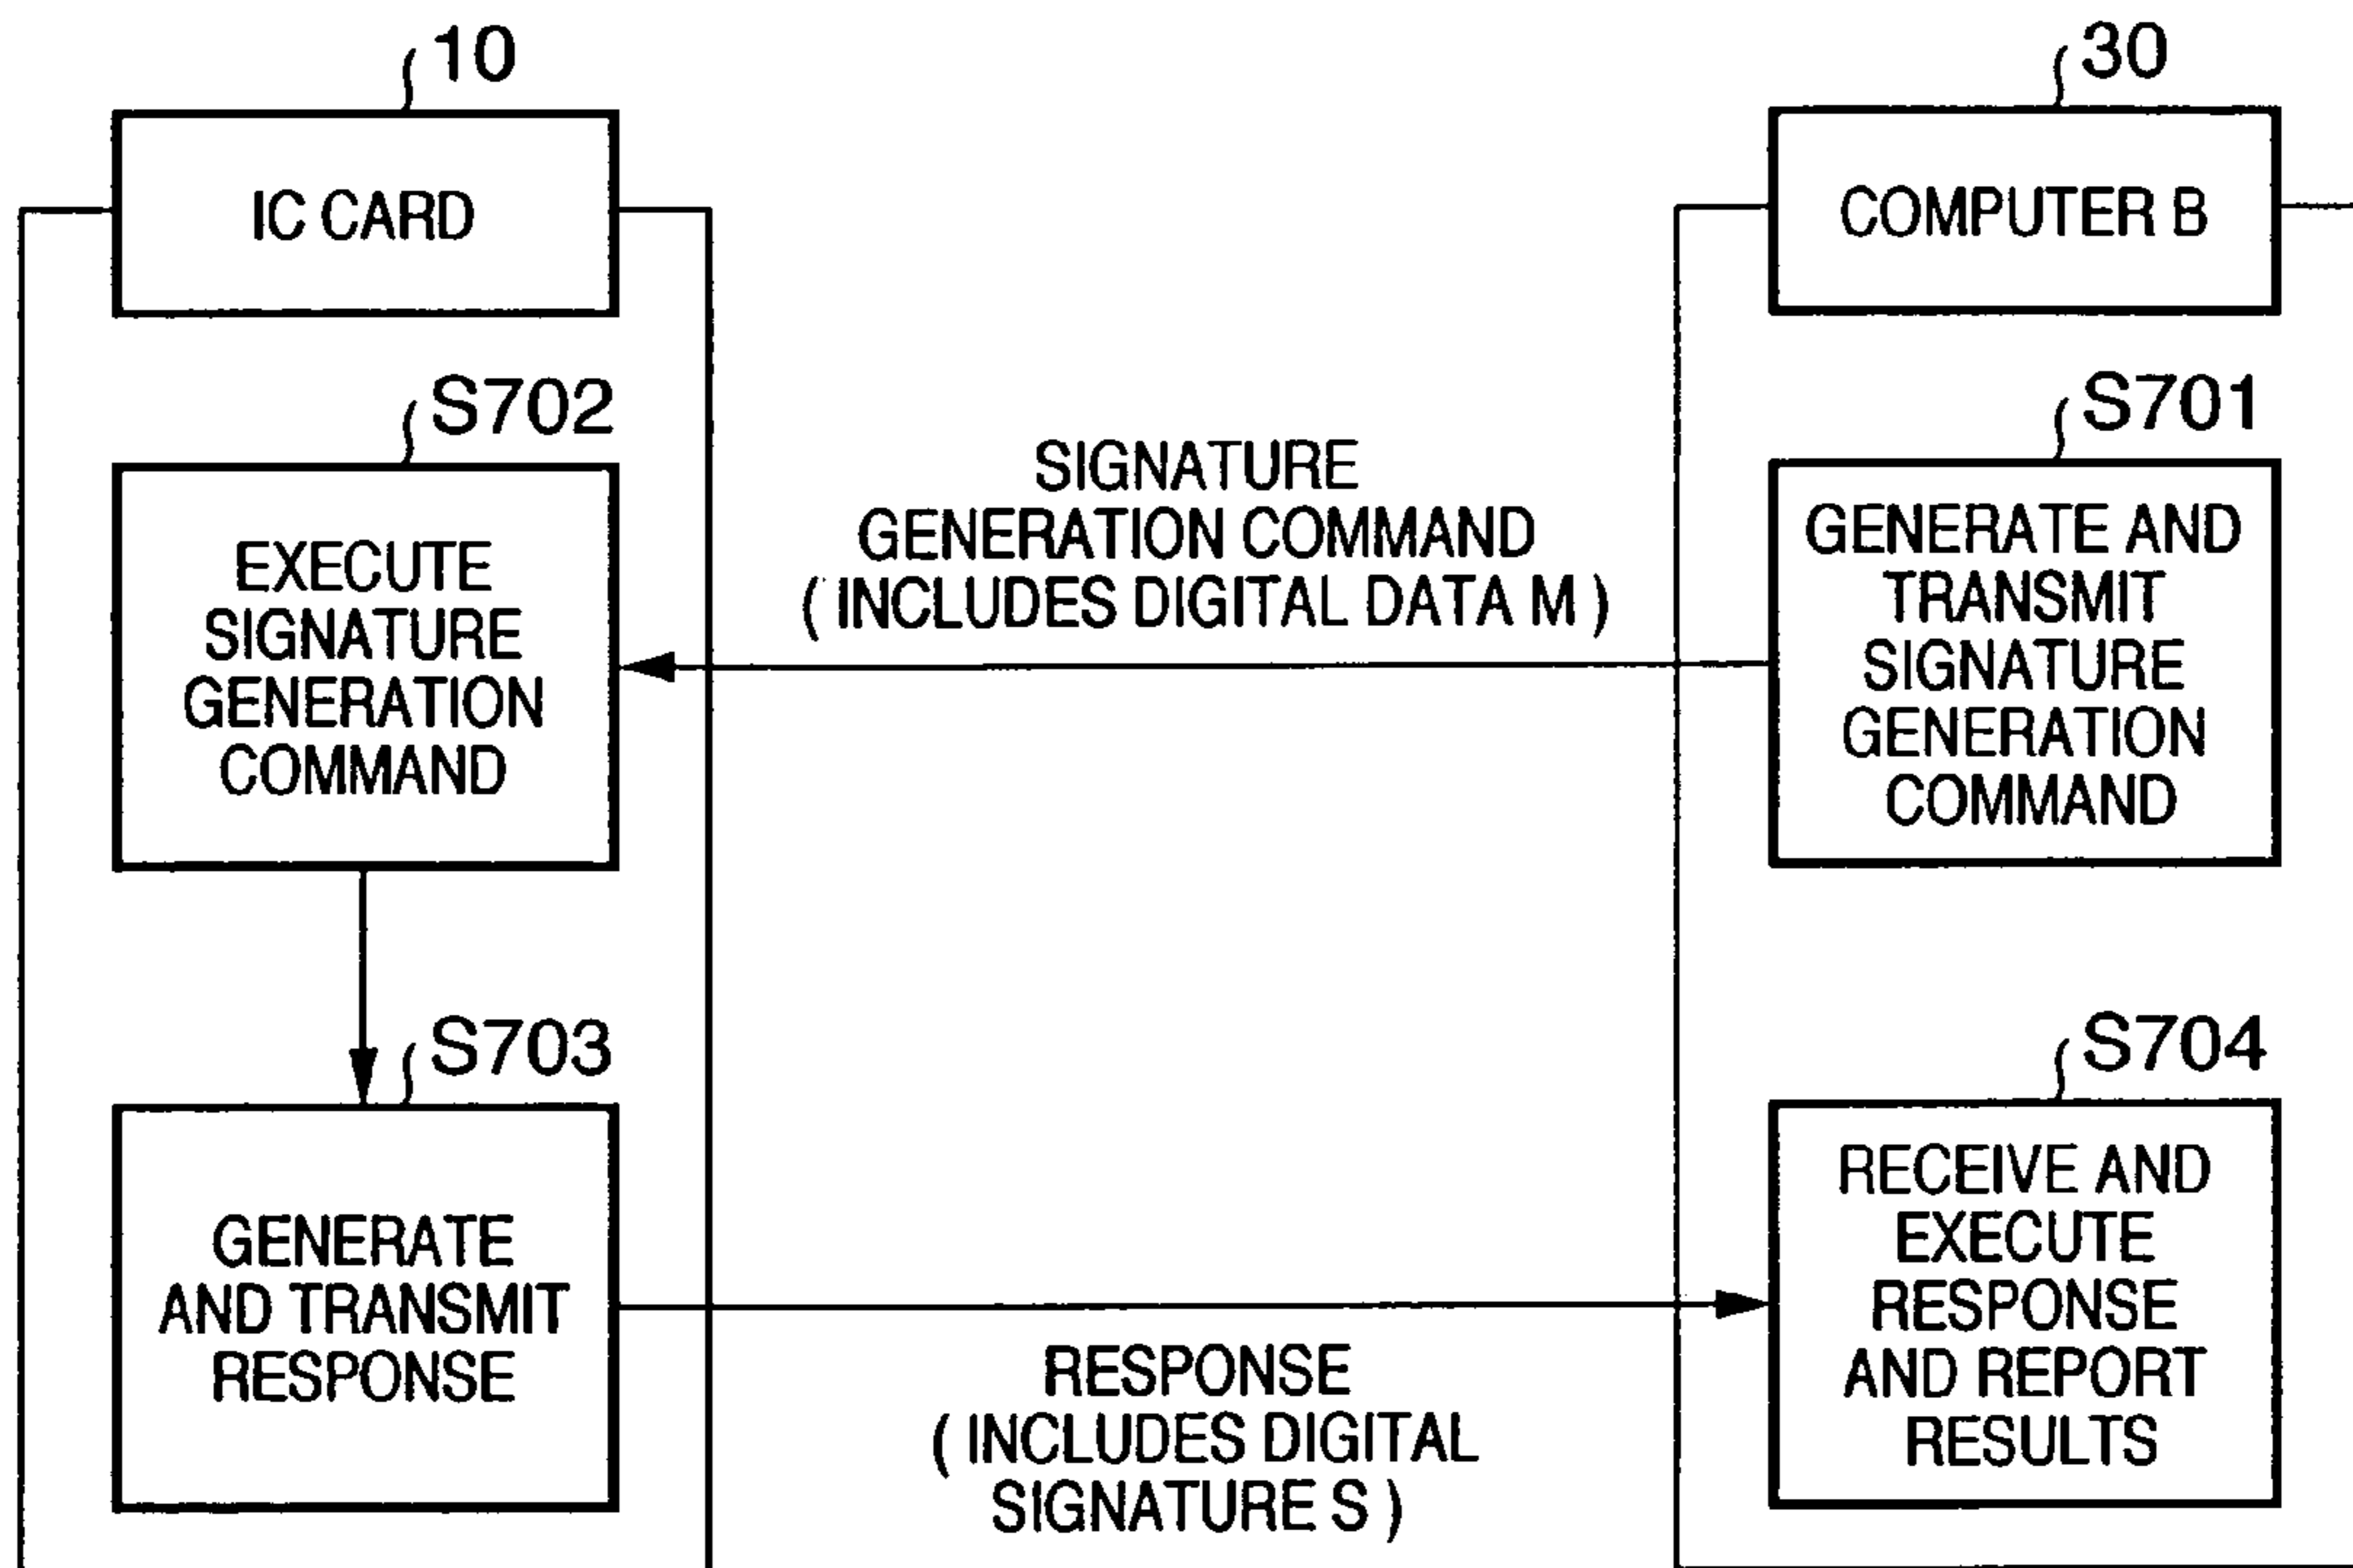 10
IC CARD
30
COMPUTER B
S702
EXECUTE
SIGNATURE
GENERATION
COMMAND
SIGNATURE
GENERATION COMMAND
( INCLUDES DIGITAL DATA M )
S701
GENERATE AND
TRANSMIT
SIGNATURE
GENERATION
COMMAND
S703
GENERATE
AND TRANSMIT
RESPONSE
RESPONSE
( INCLUDES DIGITAL
SIGNATURE S )
S704
RECEIVE AND
EXECUTE
RESPONSE
AND REPORT
RESULTS